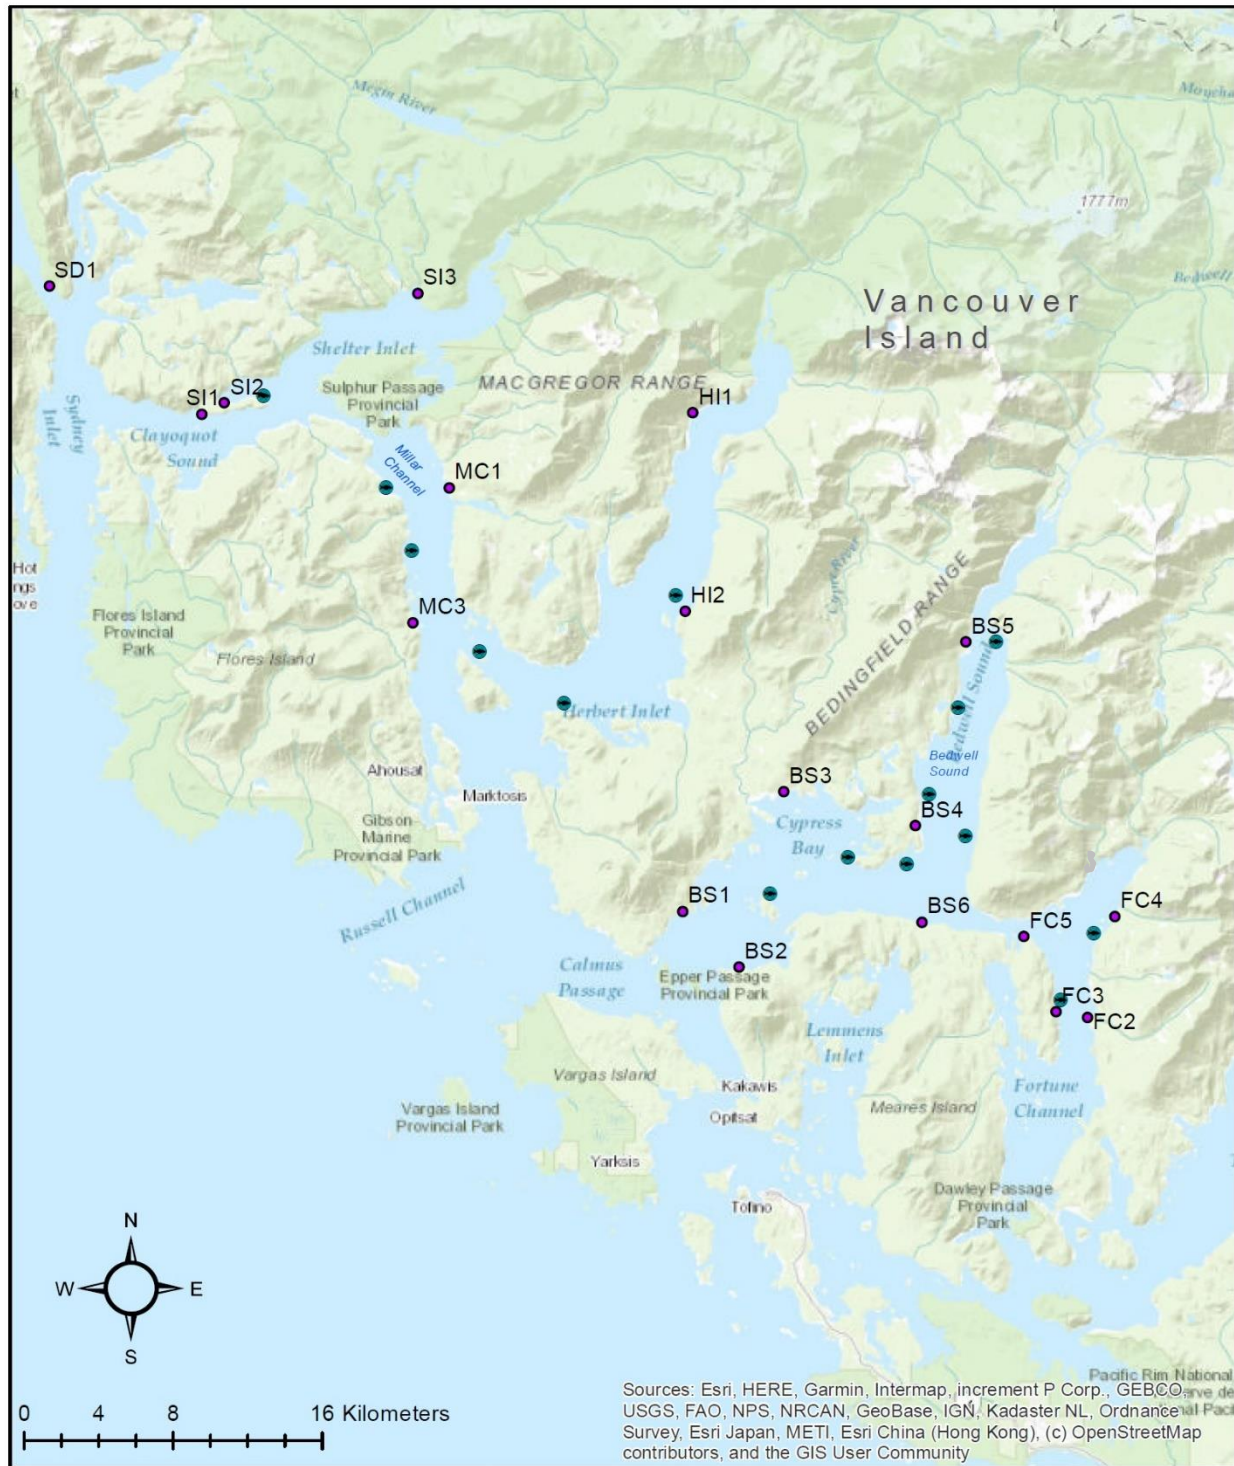 Megin River
Moyeha
1777m
Bedwell
SD1
SI3
Vancouver
Island
Shelter Inlet
MACGREGOR RANGE
Sulphur Passage
Provincial
Park
SI2
SI1
HI1
Sydney
Inlet
Clayoquot
Sound
Millar
Channel
MC1
Cypre River
Hot
ngs
ove
Flores Island
Provincial
Park
Flores Island
MC3
HI2
BEDINGFIELD RANGE
BS5
Bedwell Sound
Herbert Inlet
Bedwell
Sound
Ahousat
Marktosis
BS3
Gibson
Marine
Provincial Park
Cypress
Bay
BS4
Russell Channel
BS1
BS6
FC4
FC5
BS2
Calmus
Passage
Epper Passage
Provincial Park
FC3
FC2
Lemmens
Inlet
Vargas Island
Kakawis
Fortune
Channel
Vargas Island
Provincial Park
Opitsat
Meares Island
Yarksis
Dawley Passage
Provincial
Park
Tofino
N
W E
S
Pacific Rim National
0 4 8 16 Kilometers
Sources: Esri, HERE, Garmin, Intermap, increment P Corp., GEBCO,
USGS, FAO, NPS, NRCAN, GeoBase, IGN, Kadaster NL, Ordnance
Survey, Esri Japan, METI, Esri China (Hong Kong), (c) OpenStreetMap
contributors, and the GIS User Community